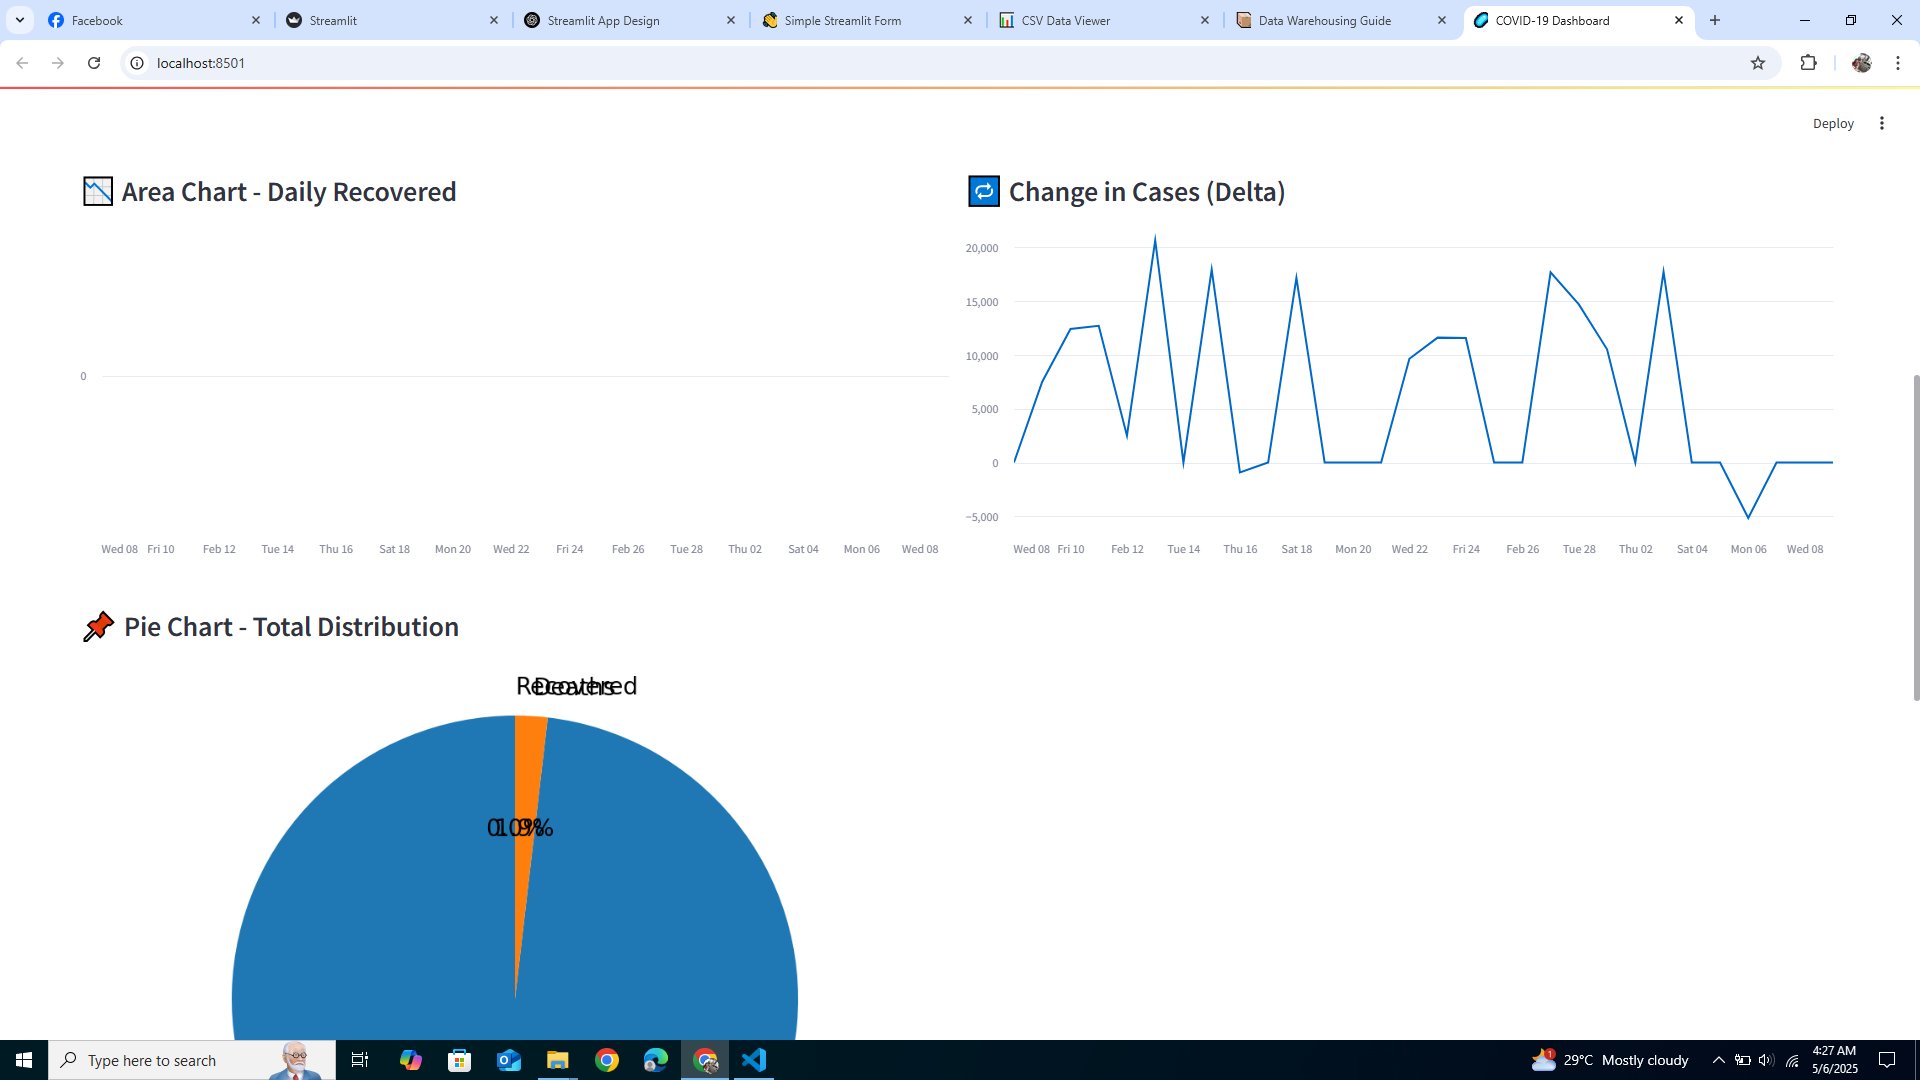 Facebook
Streamlit
Streamlit App Design
Simple Streamlit Form
CSV Data Viewer
Data Warehousing Guide
COVID-19 Dashboard
localhost:8501
Deploy
Area Chart - Daily Recovered
0
Wed 08 Fri 10 Feb 12 Tue 14 Thu 16 Sat 18 Mon 20 Wed 22 Fri 24 Feb 26 Tue 28 Thu 02 Sat 04 Mon 06 Wed 08
Change in Cases (Delta)
20,000
15,000
10,000
5,000
0
−5,000
Wed 08 Fri 10 Feb 12 Tue 14 Thu 16 Sat 18 Mon 20 Wed 22 Fri 24 Feb 26 Tue 28 Thu 02 Sat 04 Mon 06 Wed 08
Pie Chart - Total Distribution
Recovered
Deaths
0.0%
1.9%
Type here to search
1
29°C Mostly cloudy
4:27 AM
5/6/2025